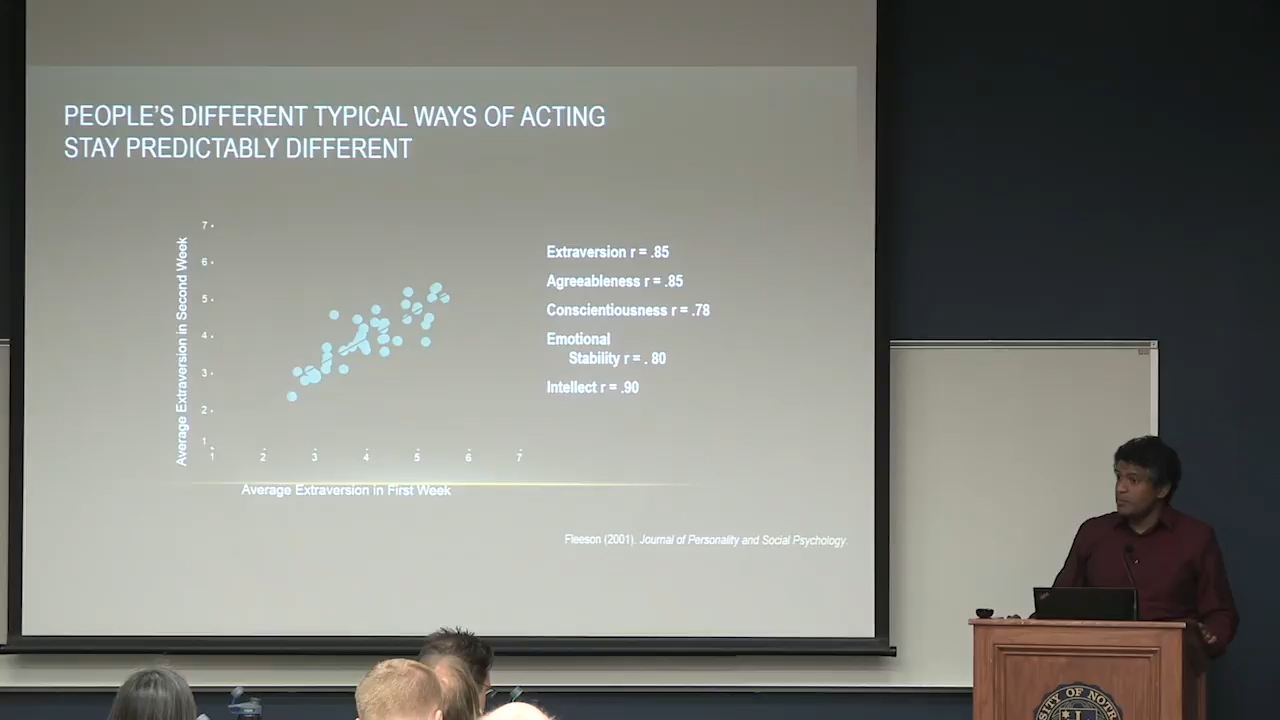 PEOPLE'S DIFFERENT TYPICAL WAYS OF ACTING
STAY PREDICTABLY DIFFERENT
Average Extraversion in Second Week
7
6
5
4
3
2
1
1 2 3 4 5 6 7
Average Extraversion in First Week
Extraversion r = .85
Agreeableness r = .85
Conscientiousness r = .78
Emotional
Stability r = . 80
Intellect r = .90
Fleeson (2001). Journal of Personality and Social Psychology.
OF